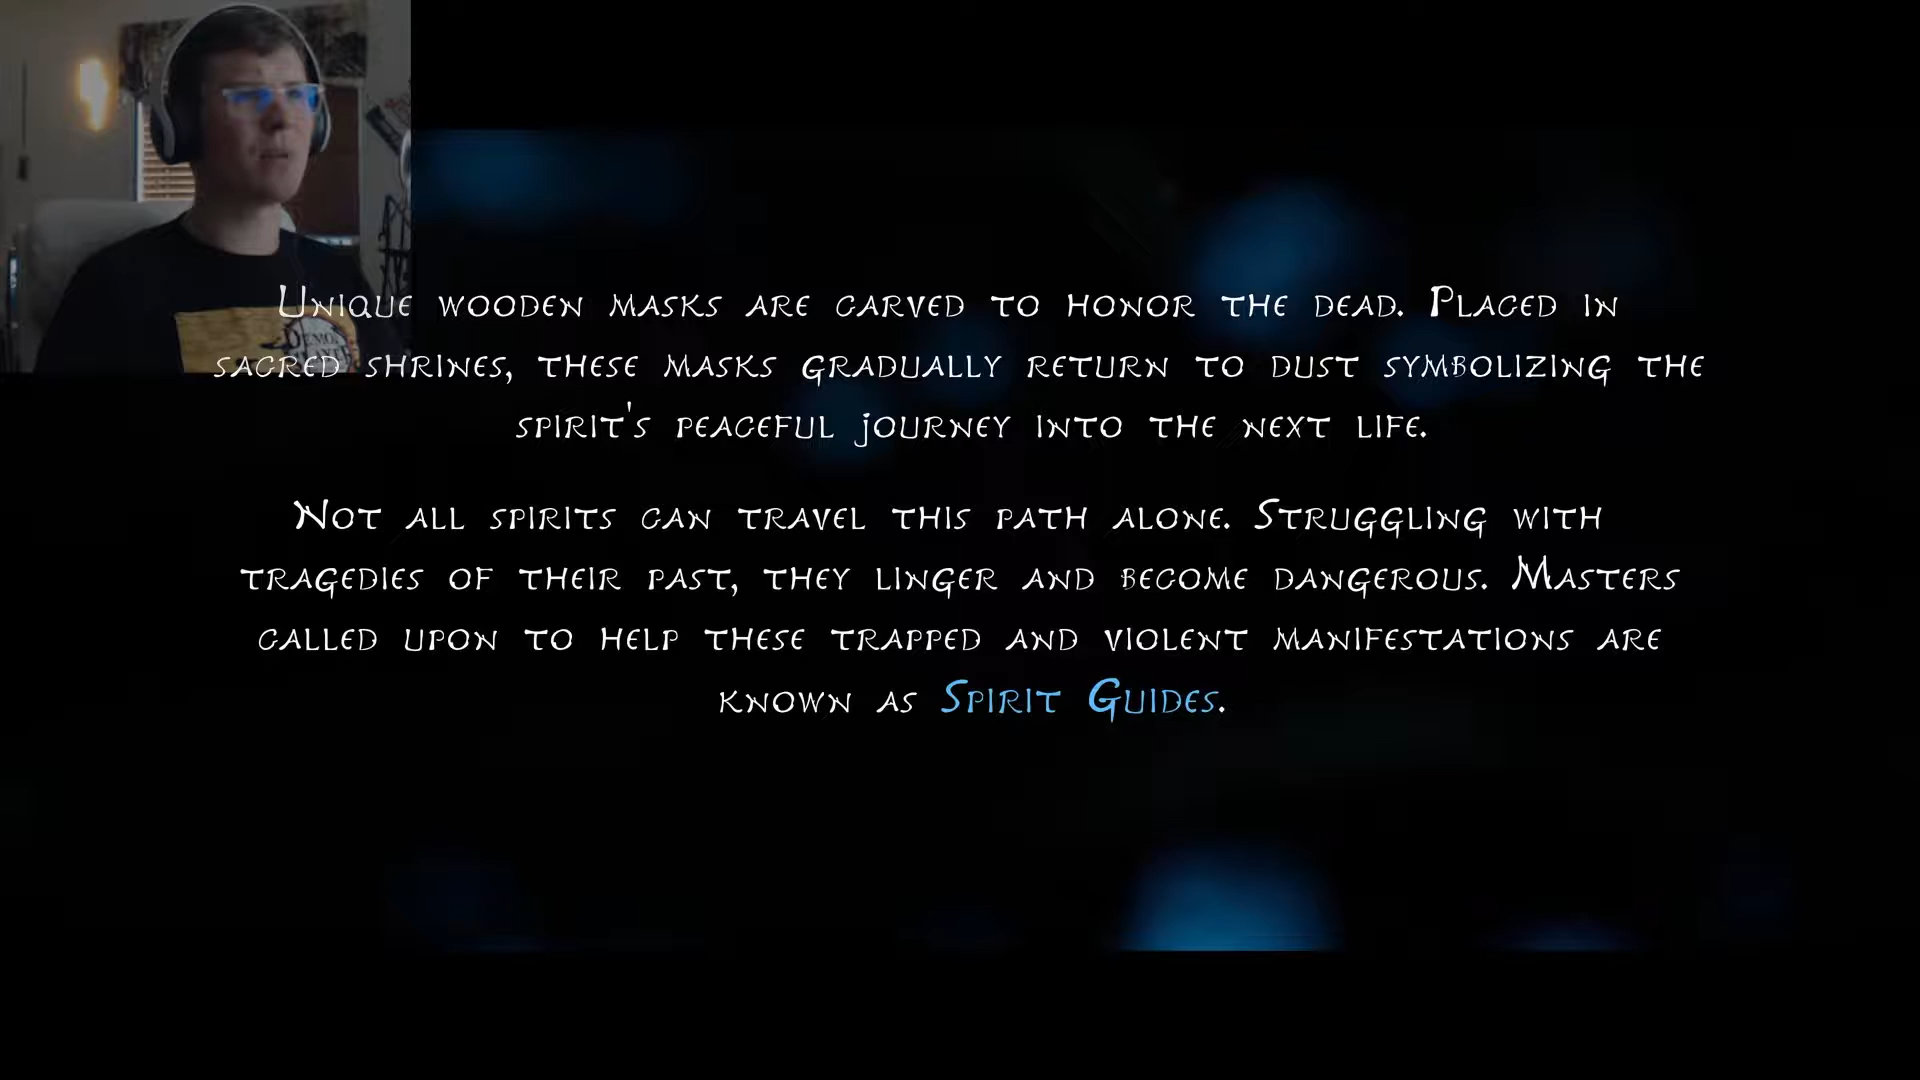 Unique wooden masks are carved to honor the dead. Placed in
sacred shrines, these masks gradually return to dust symbolizing the
spirit's peaceful journey into the next life.
Not all spirits can travel this path alone. Struggling with
tragedies of their past, they linger and become dangerous. Masters
called upon to help these trapped and violent manifestations are
known as Spirit Guides.